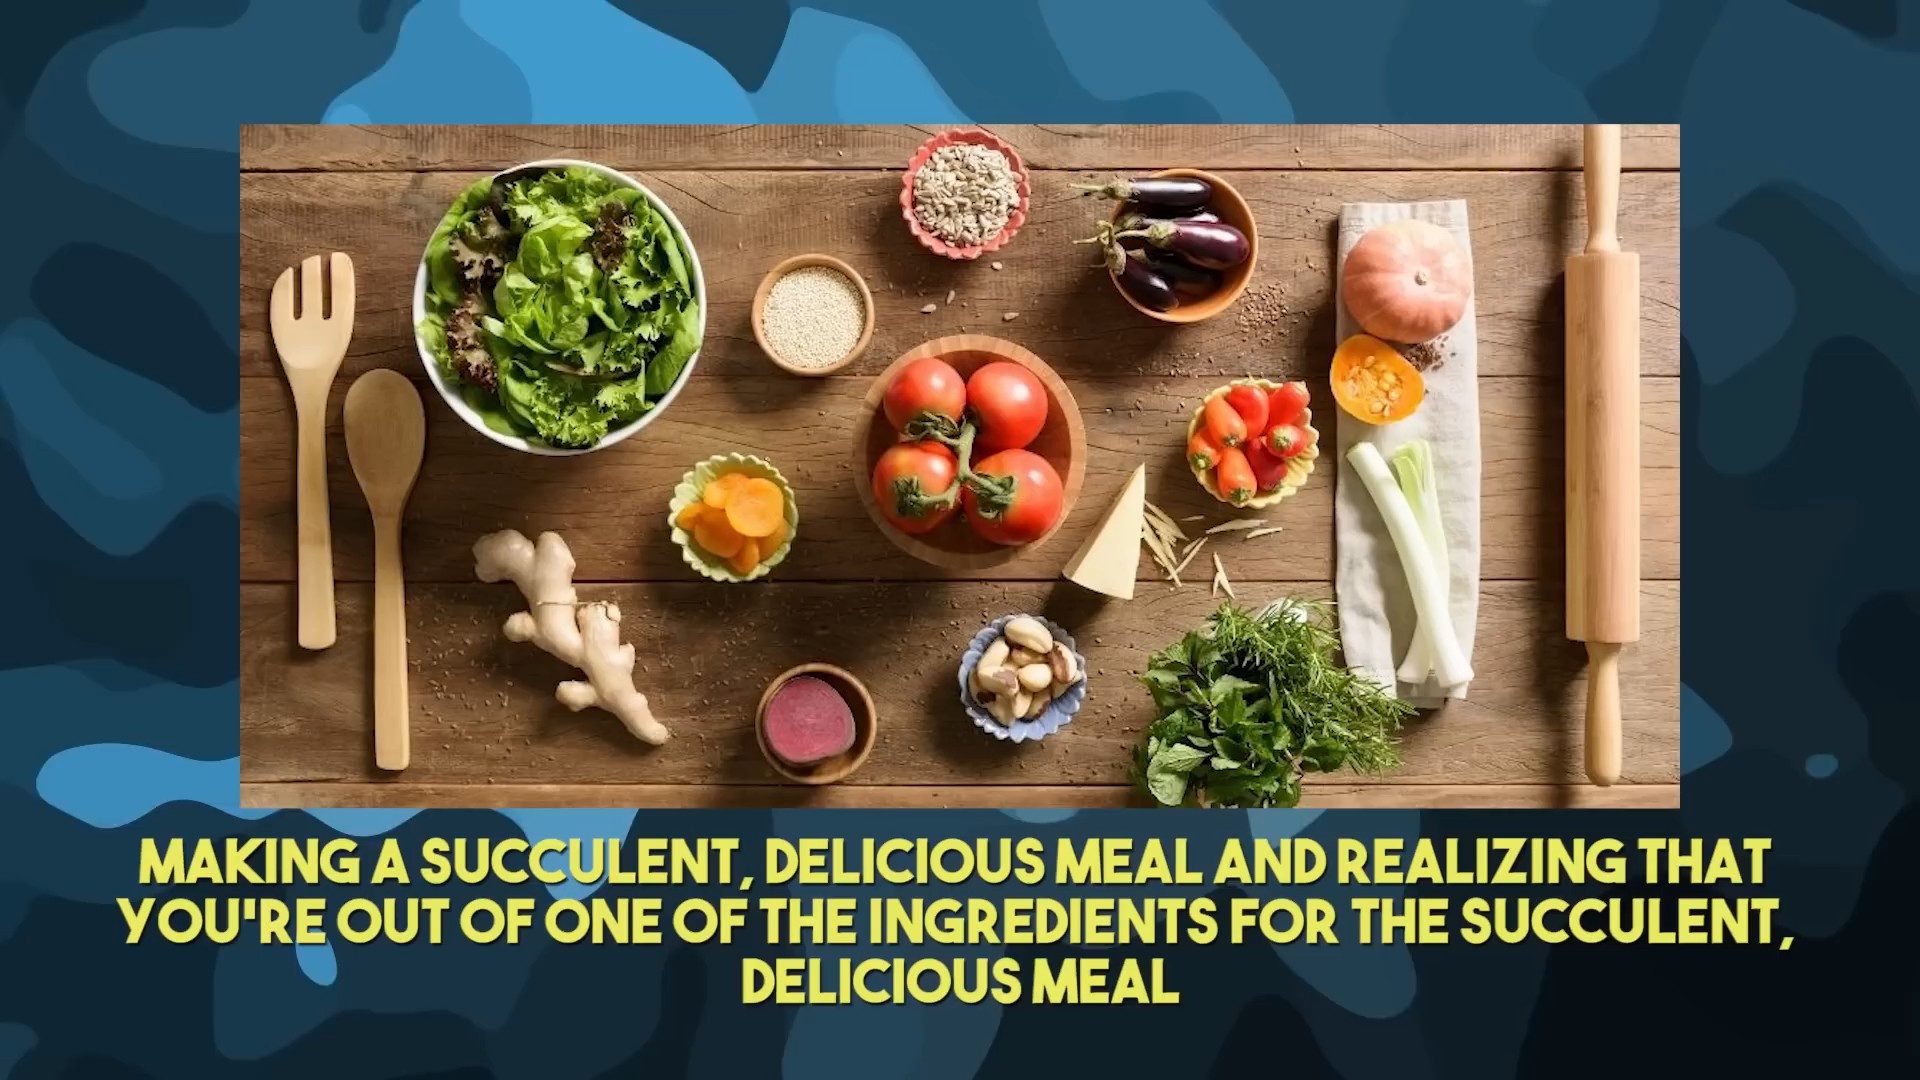 MAKING A SUCCULENT, DELICIOUS MEAL AND REALIZING THAT
YOU'RE OUT OF ONE OF THE INGREDIENTS FOR THE SUCCULENT,
DELICIOUS MEAL